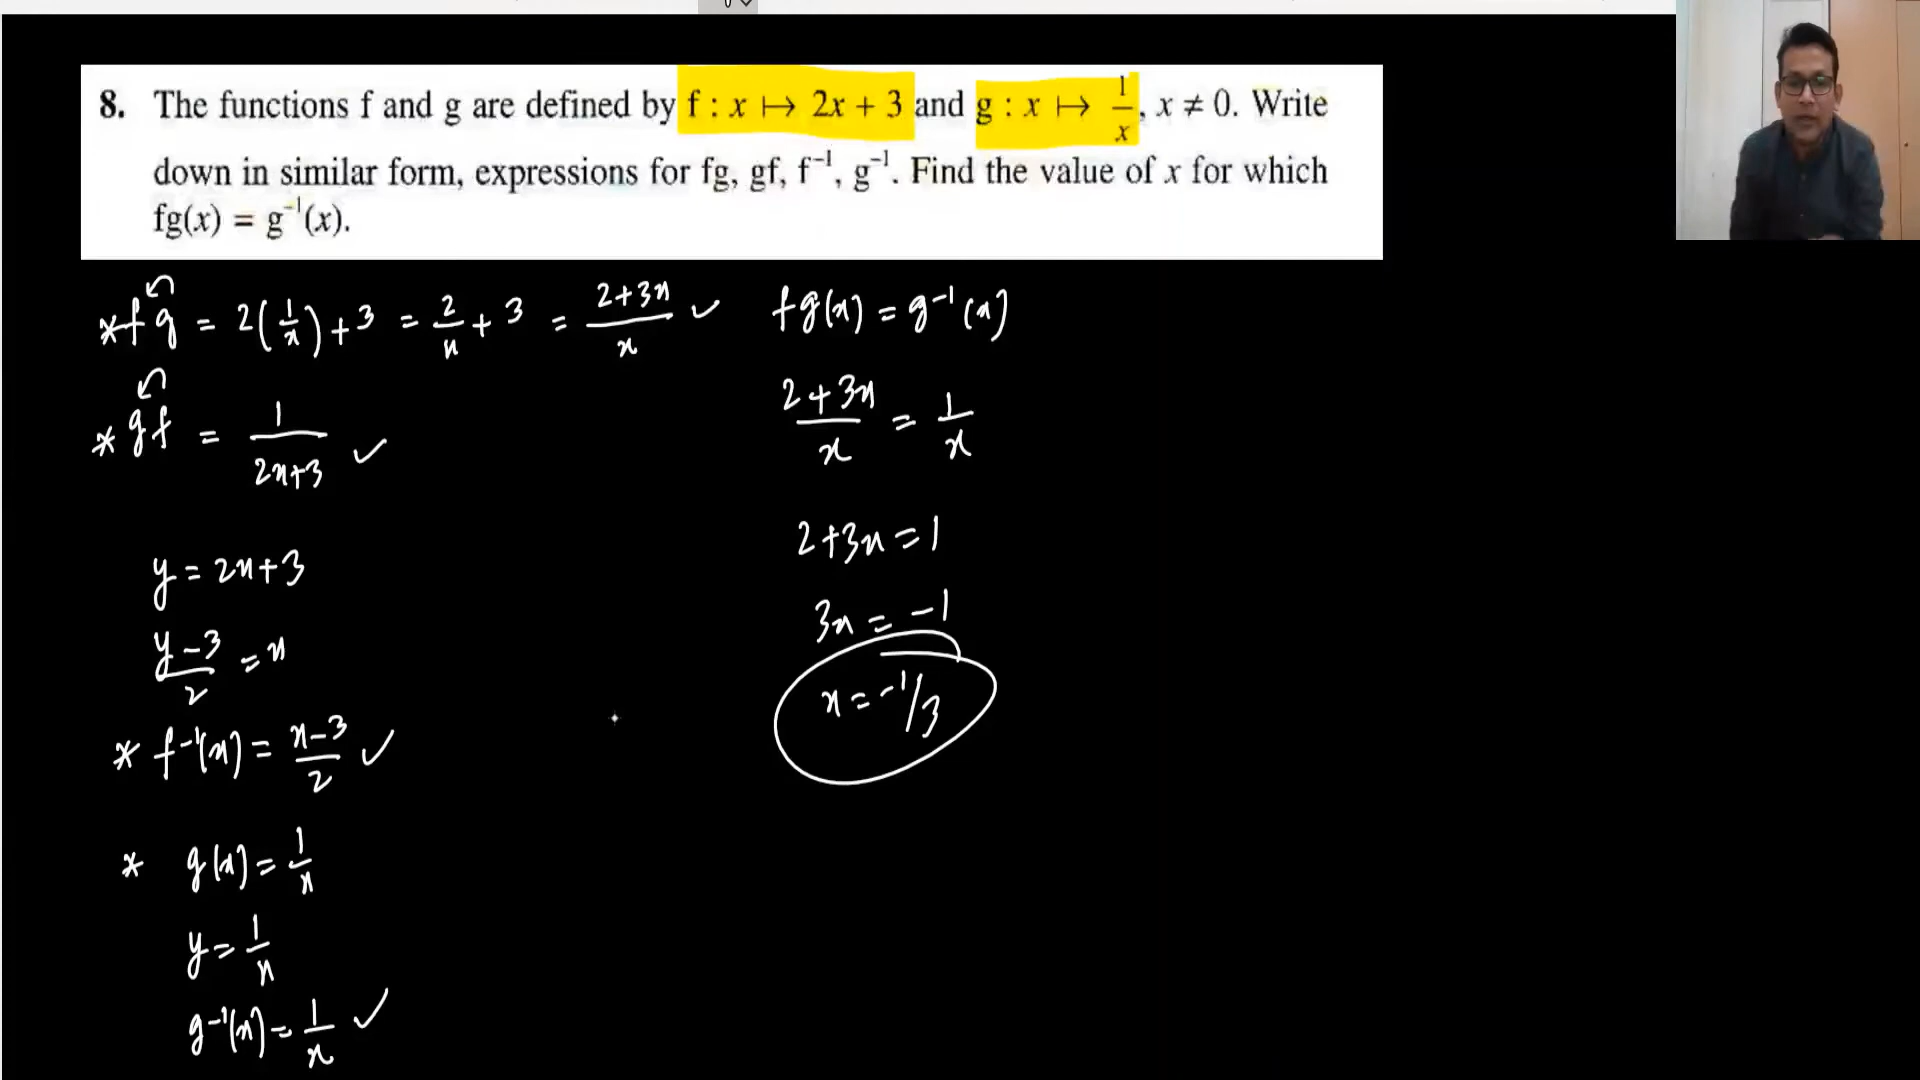 8. The functions f and g are defined by f : x ↦ 2x + 3 and g : x ↦ 1/x, x ≠ 0. Write
down in similar form, expressions for fg, gf, f⁻¹, g⁻¹. Find the value of x for which
fg(x) = g⁻¹(x).
* fg = 2(1/x) + 3 = 2/x + 3 = (2+3x)/x ✓
* gf = 1/(2x+3) ✓
y = 2x+3
(y-3)/2 = x
* f⁻¹(x) = (x-3)/2 ✓
* g(x) = 1/x
y = 1/x
g⁻¹(x) = 1/x ✓
fg(x) = g⁻¹(x)
(2+3x)/x = 1/x
2+3x = 1
3x = -1
x = -1/3